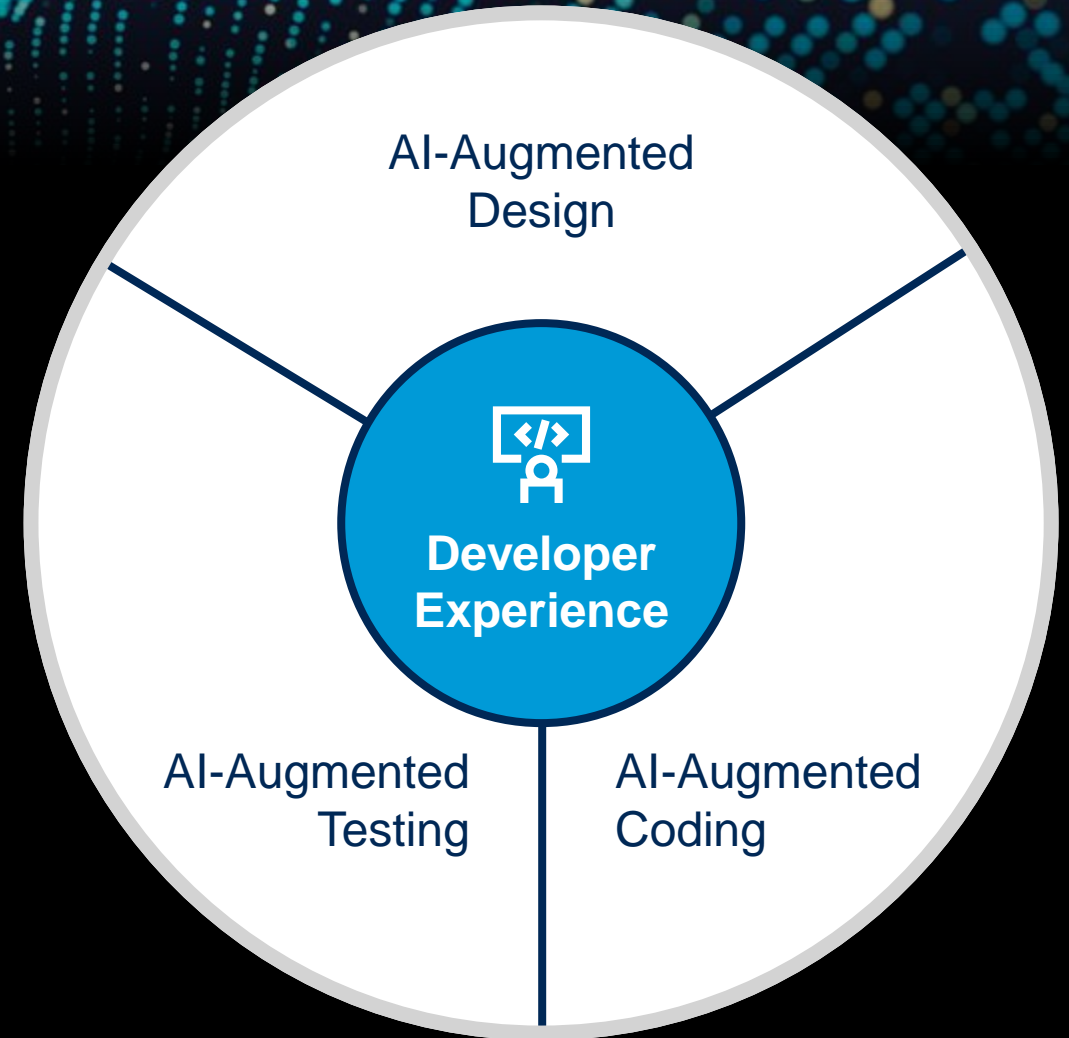 AI-Augmented
Design
</>
Developer
Experience
AI-Augmented
Testing
AI-Augmented
Coding